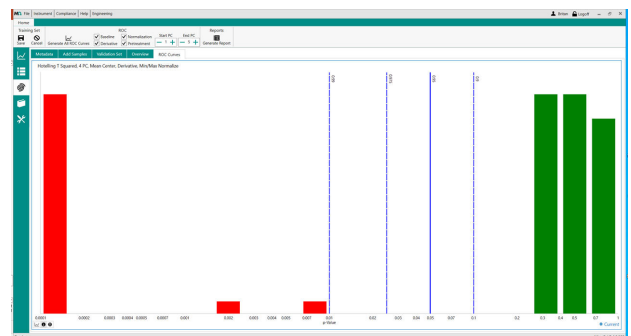 File Instrument Compliance Help Engineering
Brian Logoff
Home
Training Set
ROC
Reports
Save Cancel Generate All ROC Curves
Baseline Normalization
Derivative Pretreatment
Start PC End PC
Generate Report
Metadata Add Samples Validation Set Overview ROC Curves
Hotelling T Squared, 4 PC, Mean Center, Derivative, Min/Max Normalize
0.0001 0.0002 0.0003 0.0004 0.0005 0.0007 0.001 0.002 0.003 0.004 0.005 0.007 0.01 0.02 0.03 0.04 0.05 0.07 0.1 0.2 0.3 0.4 0.5 0.7 1
p-Value
Current